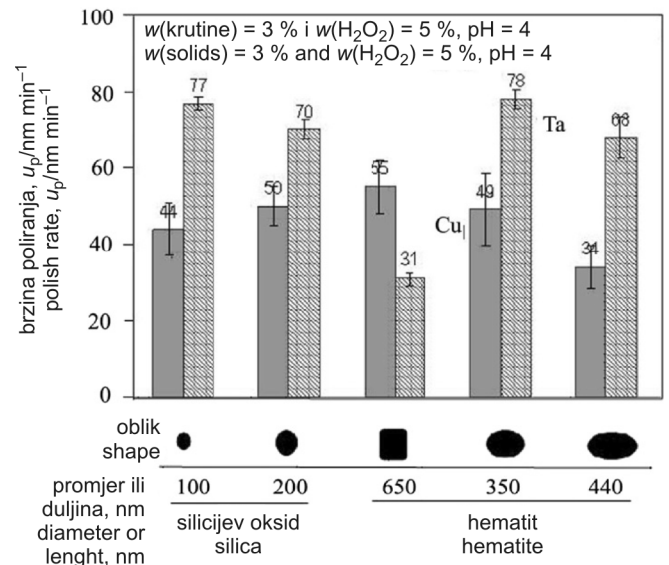 w(krutine) = 3 % i w(H₂O₂) = 5 %, pH = 4
w(solids) = 3 % and w(H₂O₂) = 5 %, pH = 4
brzina poliranja, uₚ/nm min⁻¹
polish rate, uₚ/nm min⁻¹
100
80
60
40
20
0
44
77
50
70
55
31
49
78
34
68
Cu
Ta
oblik
shape
promjer ili
duljina, nm
diameter or
lenght, nm
100 200 650 350 440
silicijev oksid
silica
hematit
hematite